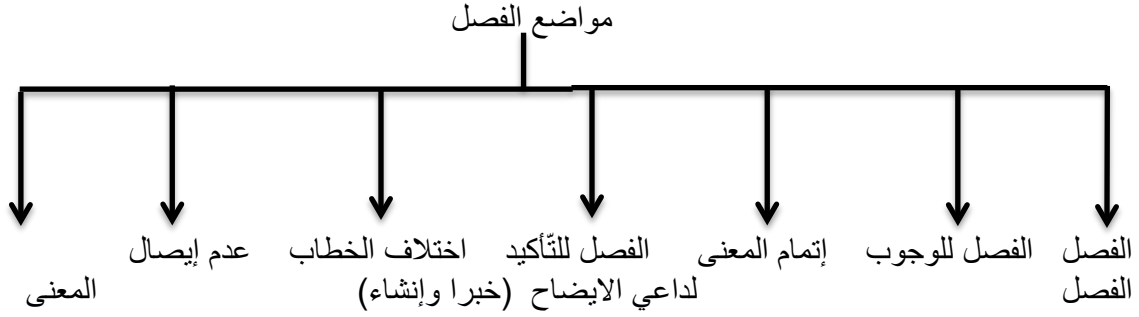 مواضع الفصل
الفصل الفصل للوجوب إتمام المعنى الفصل للتّأكيد اختلاف الخطاب عدم إيصال
الفصل لداعي الايضاح (خبرا وإنشاء) المعنى